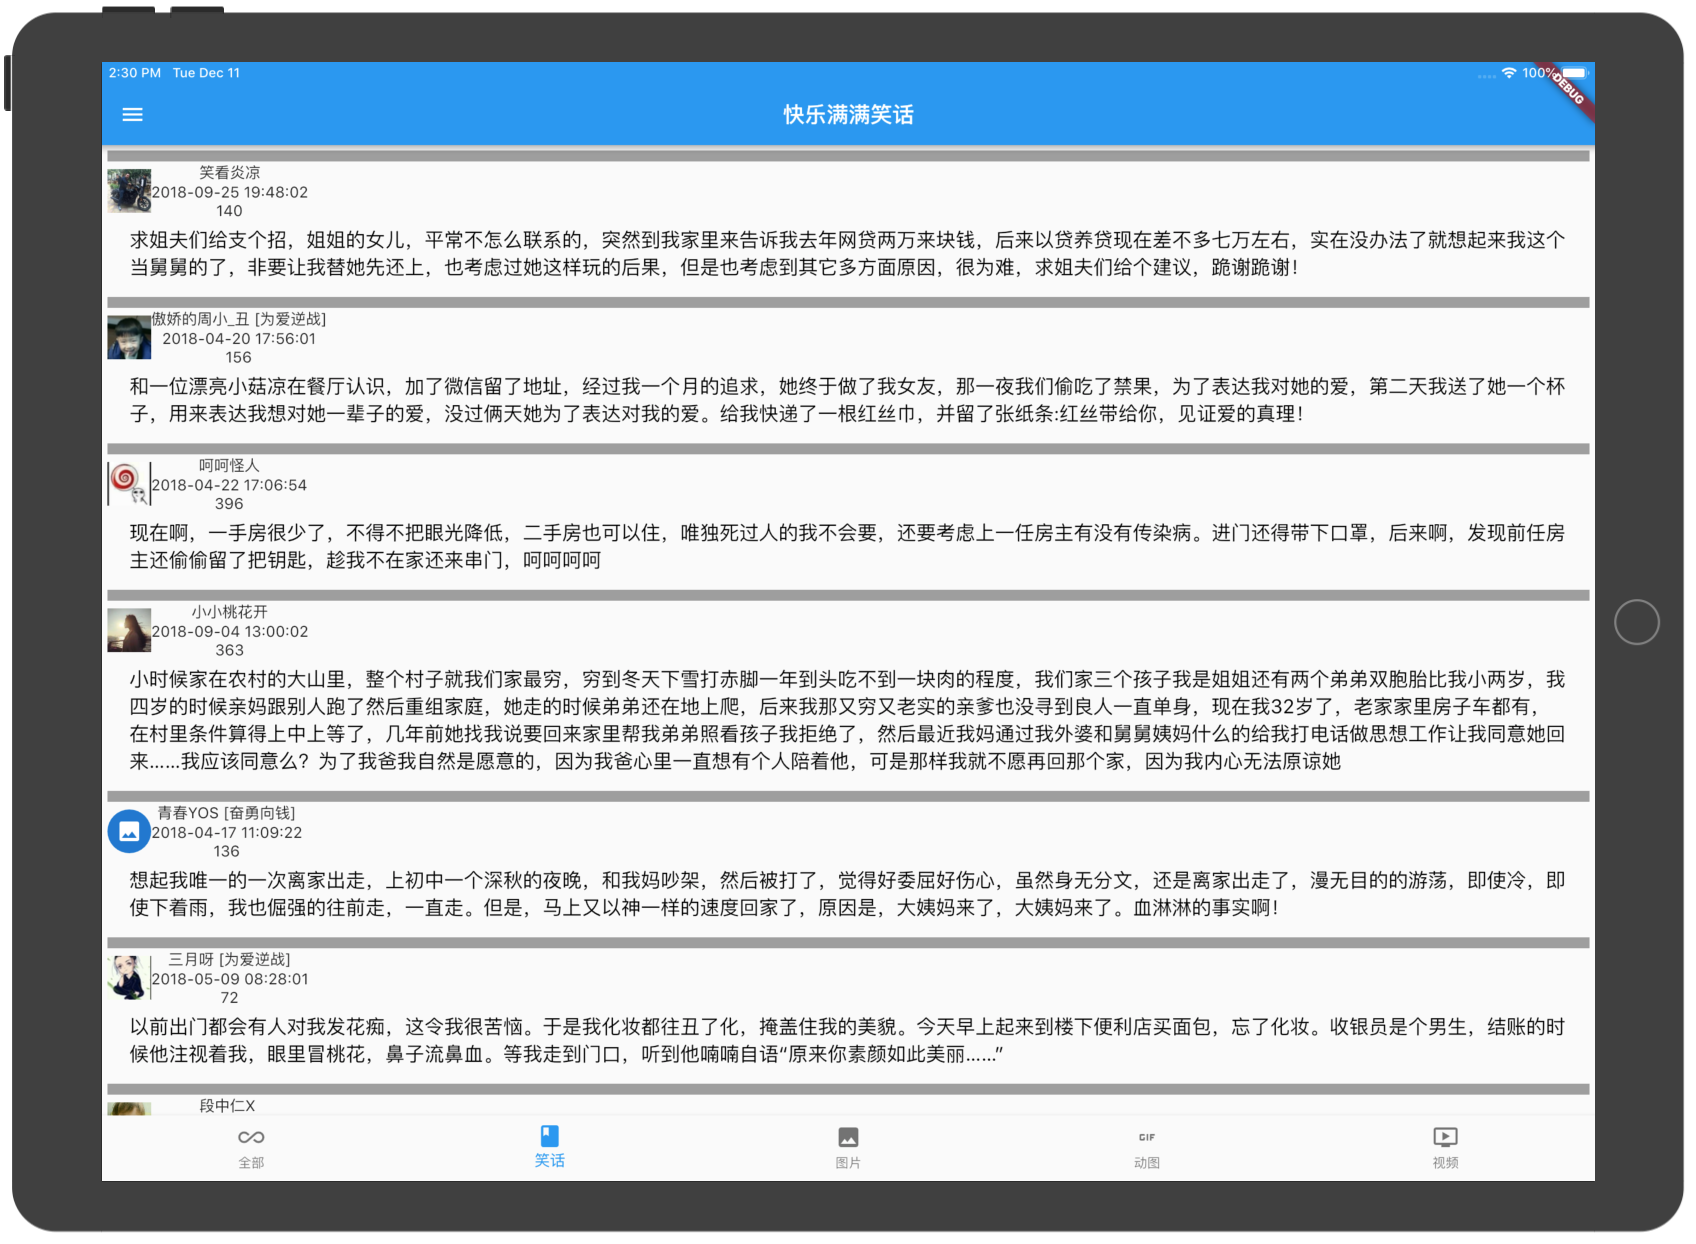 2:30 PM Tue Dec 11 100%
DEBUG
快乐满满笑话
笑看炎凉
2018-09-25 19:48:02
140
求姐夫们给支个招，姐姐的女儿，平常不怎么联系的，突然到我家里来告诉我去年网贷两万来块钱，后来以贷养贷现在差不多七万左右，实在没办法了就想起来我这个
当舅舅的了，非要让我替她先还上，也考虑过她这样玩的后果，但是也考虑到其它多方面原因，很为难，求姐夫们给个建议，跪谢跪谢！
傲娇的周小_丑 [为爱逆战]
2018-04-20 17:56:01
156
和一位漂亮小菇凉在餐厅认识，加了微信留了地址，经过我一个月的追求，她终于做了我女友，那一夜我们偷吃了禁果，为了表达我对她的爱，第二天我送了她一个杯
子，用来表达我想对她一辈子的爱，没过俩天她为了表达对我的爱。给我快递了一根红丝巾，并留了张纸条:红丝带给你，见证爱的真理！
呵呵怪人
2018-04-22 17:06:54
396
现在啊，一手房很少了，不得不把眼光降低，二手房也可以住，唯独死过人的我不会要，还要考虑上一任房主有没有传染病。进门还得带下口罩，后来啊，发现前任房
主还偷偷留了把钥匙，趁我不在家还来串门，呵呵呵呵
小小桃花开
2018-09-04 13:00:02
363
小时候家在农村的大山里，整个村子就我们家最穷，穷到冬天下雪打赤脚一年到头吃不到一块肉的程度，我们家三个孩子我是姐姐还有两个弟弟双胞胎比我小两岁，我
四岁的时候亲妈跟别人跑了然后重组家庭，她走的时候弟弟还在地上爬，后来我那又穷又老实的亲爹也没寻到良人一直单身，现在我32岁了，老家家里房子车都有，
在村里条件算得上中上等了，几年前她找我说要回来家里帮我弟弟照看孩子我拒绝了，然后最近我妈通过我外婆和舅舅姨妈什么的给我打电话做思想工作让我同意她回
来……我应该同意么？为了我爸我自然是愿意的，因为我爸心里一直想有个人陪着他，可是那样我就不愿再回那个家，因为我内心无法原谅她
青春YOS [奋勇向钱]
2018-04-17 11:09:22
136
想起我唯一的一次离家出走，上初中一个深秋的夜晚，和我妈吵架，然后被打了，觉得好委屈好伤心，虽然身无分文，还是离家出走了，漫无目的的游荡，即使冷，即
使下着雨，我也倔强的往前走，一直走。但是，马上又以神一样的速度回家了，原因是，大姨妈来了，大姨妈来了。血淋淋的事实啊！
三月呀 [为爱逆战]
2018-05-09 08:28:01
72
以前出门都会有人对我发花痴，这令我很苦恼。于是我化妆都往丑了化，掩盖住我的美貌。今天早上起来到楼下便利店买面包，忘了化妆。收银员是个男生，结账的时
候他注视着我，眼里冒桃花，鼻子流鼻血。等我走到门口，听到他喃喃自语“原来你素颜如此美丽……”
段中仁X
GIF
全部 笑话 图片 动图 视频